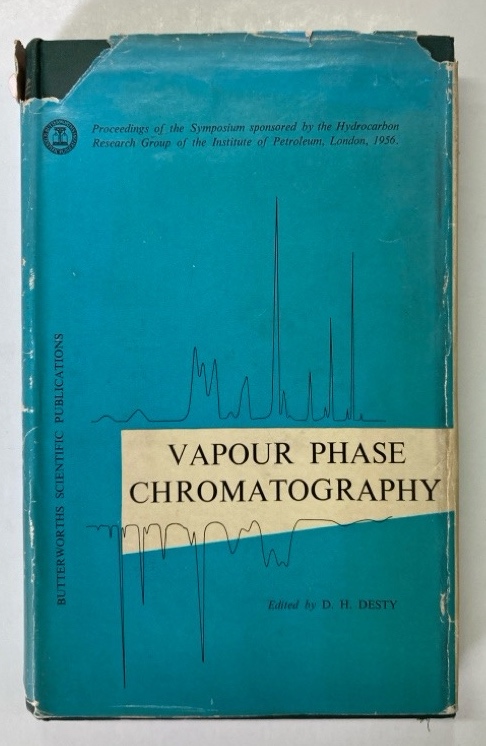 Proceedings of the Symposium sponsored by the Hydrocarbon
Research Group of the Institute of Petroleum, London, 1956.
VAPOUR PHASE
CHROMATOGRAPHY
Edited by D. H. DESTY
BUTTERWORTHS SCIENTIFIC PUBLICATIONS